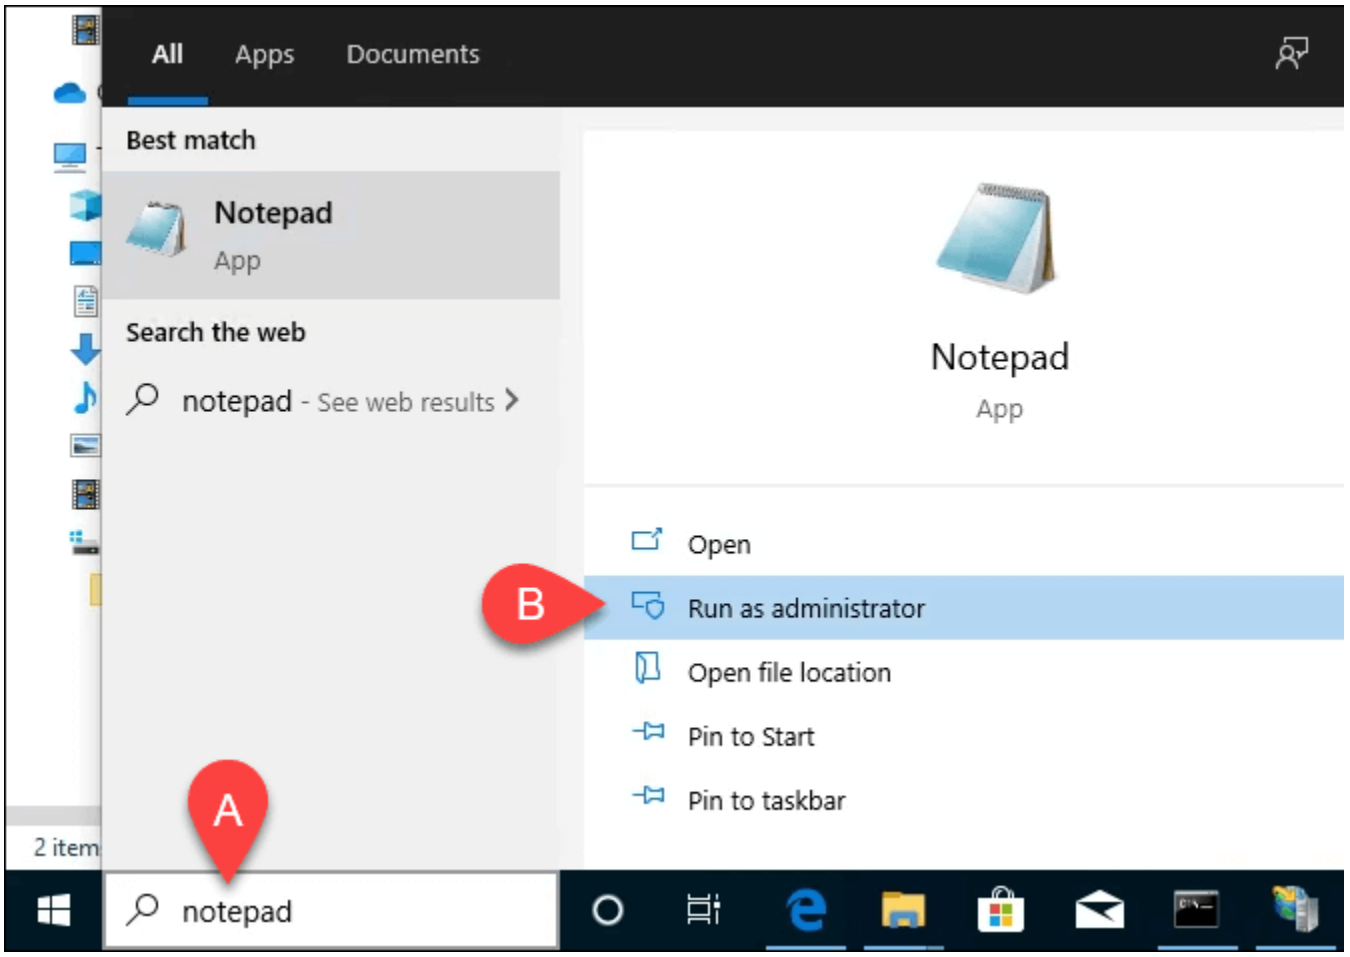 All Apps Documents
Best match
Notepad
App
Search the web
notepad - See web results
Notepad
App
Open
Run as administrator
Open file location
Pin to Start
Pin to taskbar
B
A
2 item
notepad